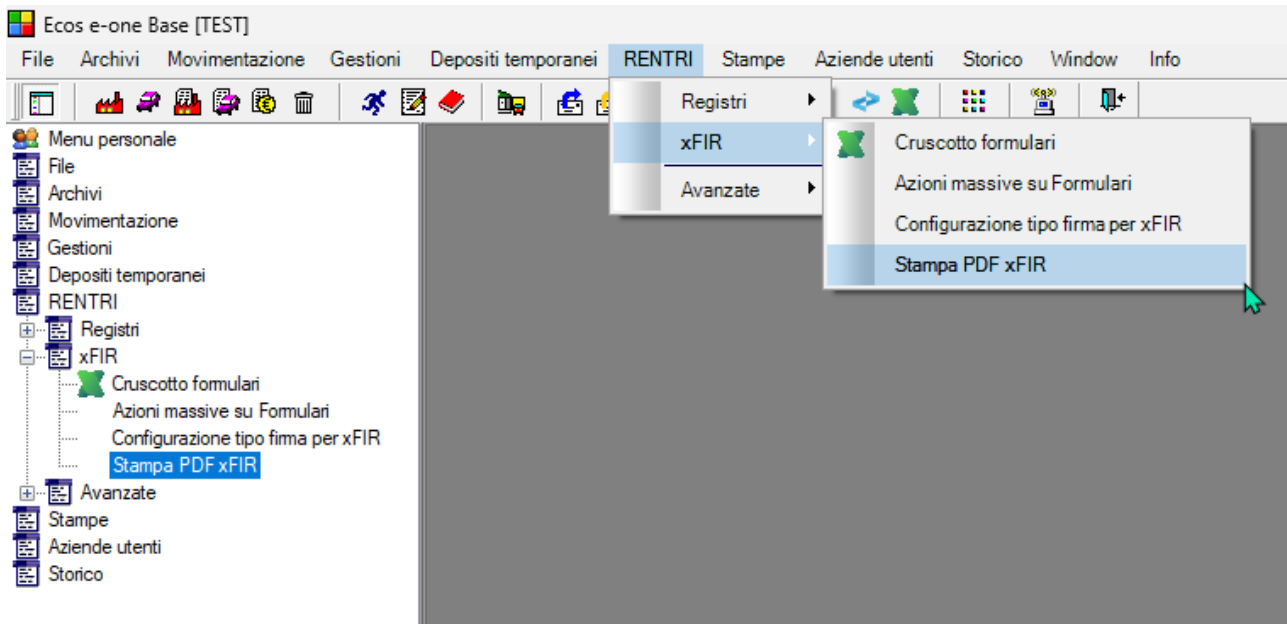 Ecos e-one Base [TEST]
File Archivi Movimentazione Gestioni Depositi temporanei RENTRI Stampe Aziende utenti Storico Window Info
Registri
xFIR
Avanzate
Cruscotto formulari
Azioni massive su Formulari
Configurazione tipo firma per xFIR
Stampa PDF xFIR
Menu personale
File
Archivi
Movimentazione
Gestioni
Depositi temporanei
RENTRI
Registri
xFIR
Cruscotto formulari
Azioni massive su Formulari
Configurazione tipo firma per xFIR
Stampa PDF xFIR
Avanzate
Stampe
Aziende utenti
Storico